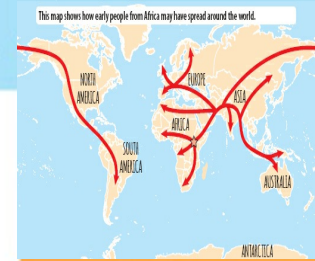 This map shows how early people from Africa may have spread around the world.
NORTH
AMERICA
EUROPE
ASIA
AFRICA
SOUTH
AMERICA
AUSTRALIA
ANTARCTICA